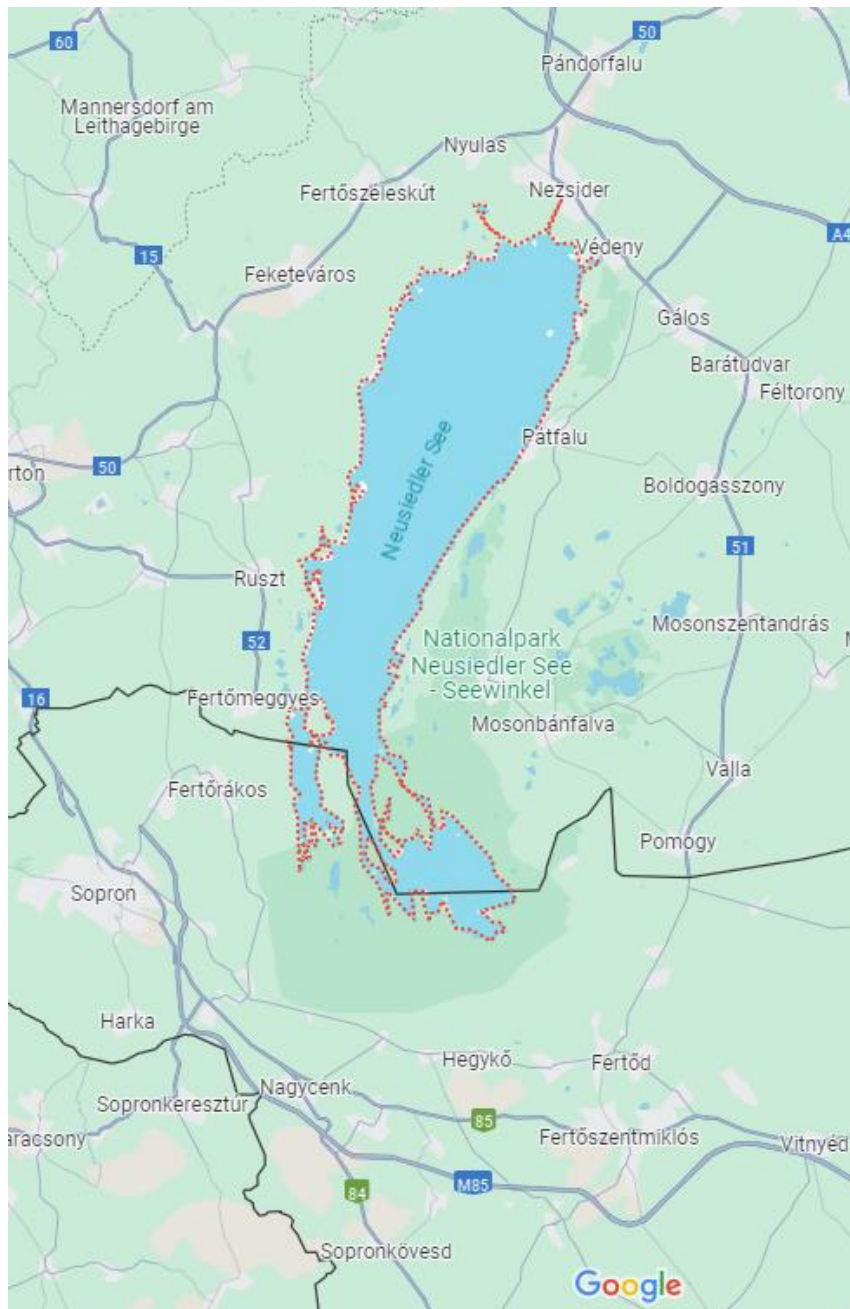 60
50
Pándorfalu
Mannersdorf am
Leithagebirge
Nyulas
Fertőszéleskút
Nezsider
A4
15
Védeny
Feketeváros
Gálos
Barátudvar
Féltorony
Pátfalu
50
rton
Boldogasszony
Neusiedler See
51
Ruszt
Mosonszentandrás
52
Nationalpark
Neusiedler See
- Seewinkel
16
Fertőmeggyes
Mosonbánfalva
Valla
Fertőrákos
Pomogy
Sopron
Harka
Hegykő
Fertőd
Nagycenk
Sopronkeresztúr
85
aracsony
Fertőszentmiklós
Vitnyéd
M85
84
Sopronkövesd
Google